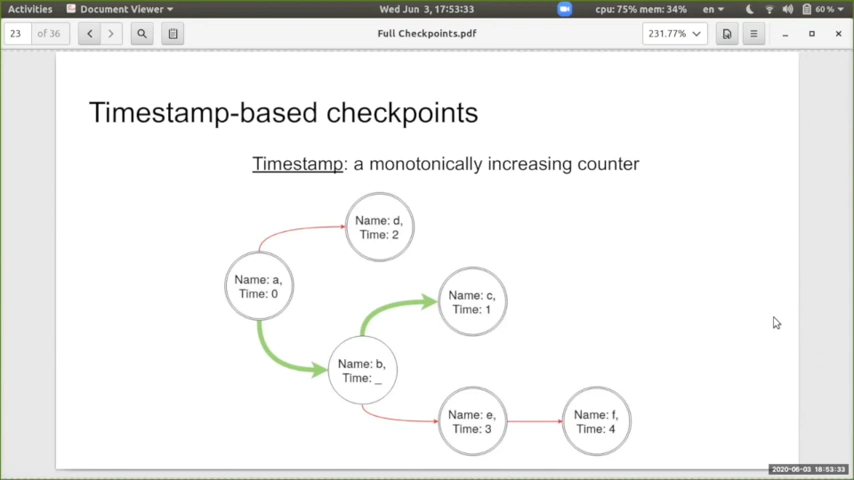 Activities
Document Viewer
Wed Jun 3, 17:53:33
cpu: 75% mem: 34%
en
60 %
23
of 36
Full Checkpoints.pdf
231.77%
Timestamp-based checkpoints
Timestamp: a monotonically increasing counter
Name: d,
Time: 2
Name: a,
Time: 0
Name: c,
Time: 1
Name: b,
Time: _
Name: e,
Time: 3
Name: f,
Time: 4
2020-06-03 18:53:33